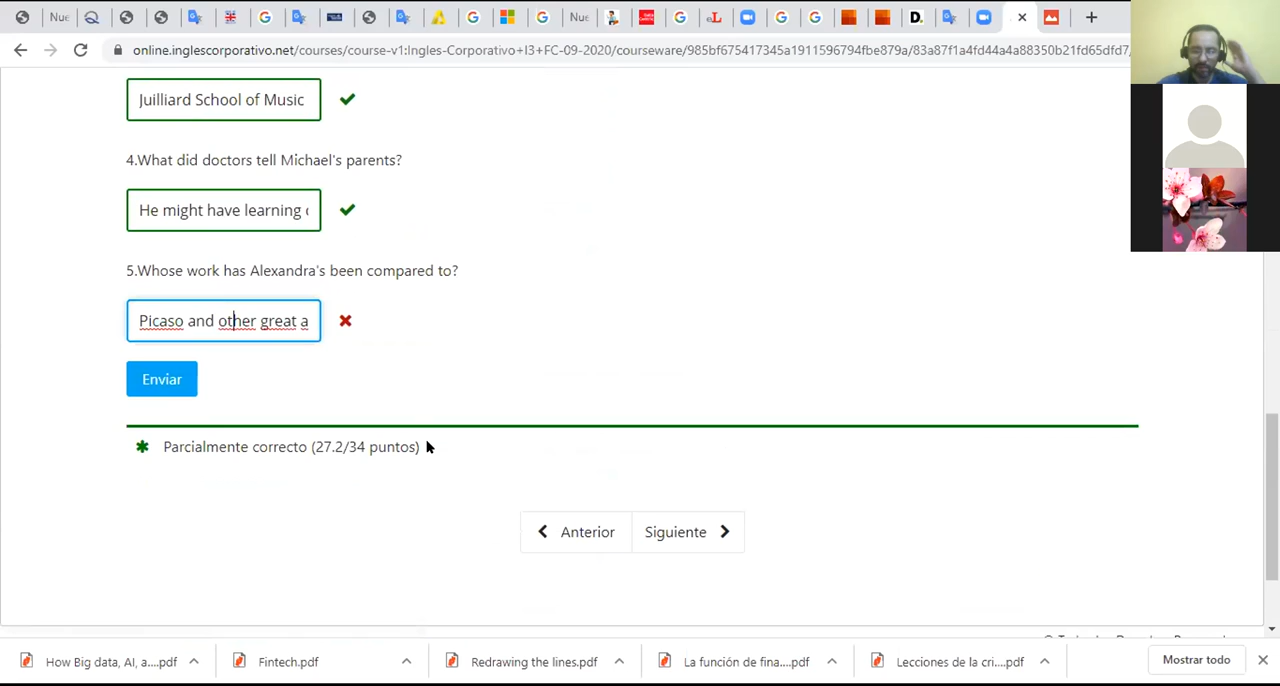 Nue
Nue
D.
online.inglescorporativo.net/courses/course-v1:Ingles-Corporativo+I3+FC-09-2020/courseware/985bf675417345a1911596794fbe879a/83a87f1a4fd44a4a88350b21fd65dfd7/
Juilliard School of Music
4.What did doctors tell Michael's parents?
He might have learning
5.Whose work has Alexandra's been compared to?
Picaso and other great a
Enviar
Parcialmente correcto (27.2/34 puntos)
Anterior Siguiente
How Big data, AI, a....pdf Fintech.pdf Redrawing the lines.pdf La función de fina....pdf Lecciones de la cri....pdf Mostrar todo